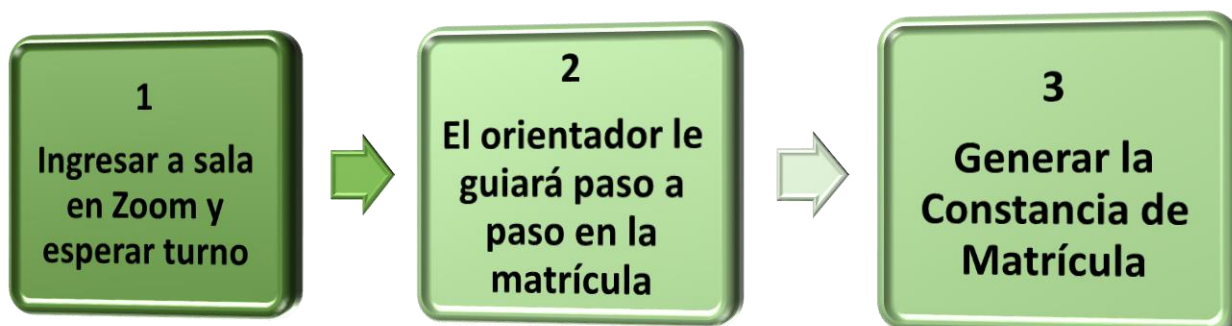 1
Ingresar a sala
en Zoom y
esperar turno
2
El orientador le
guiará paso a
paso en la
matrícula
3
Generar la
Constancia de
Matrícula